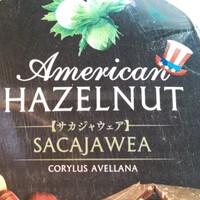 American
HAZELNUT
【サカジャウェア】
SACAJAWEA
CORYLUS AVELLANA